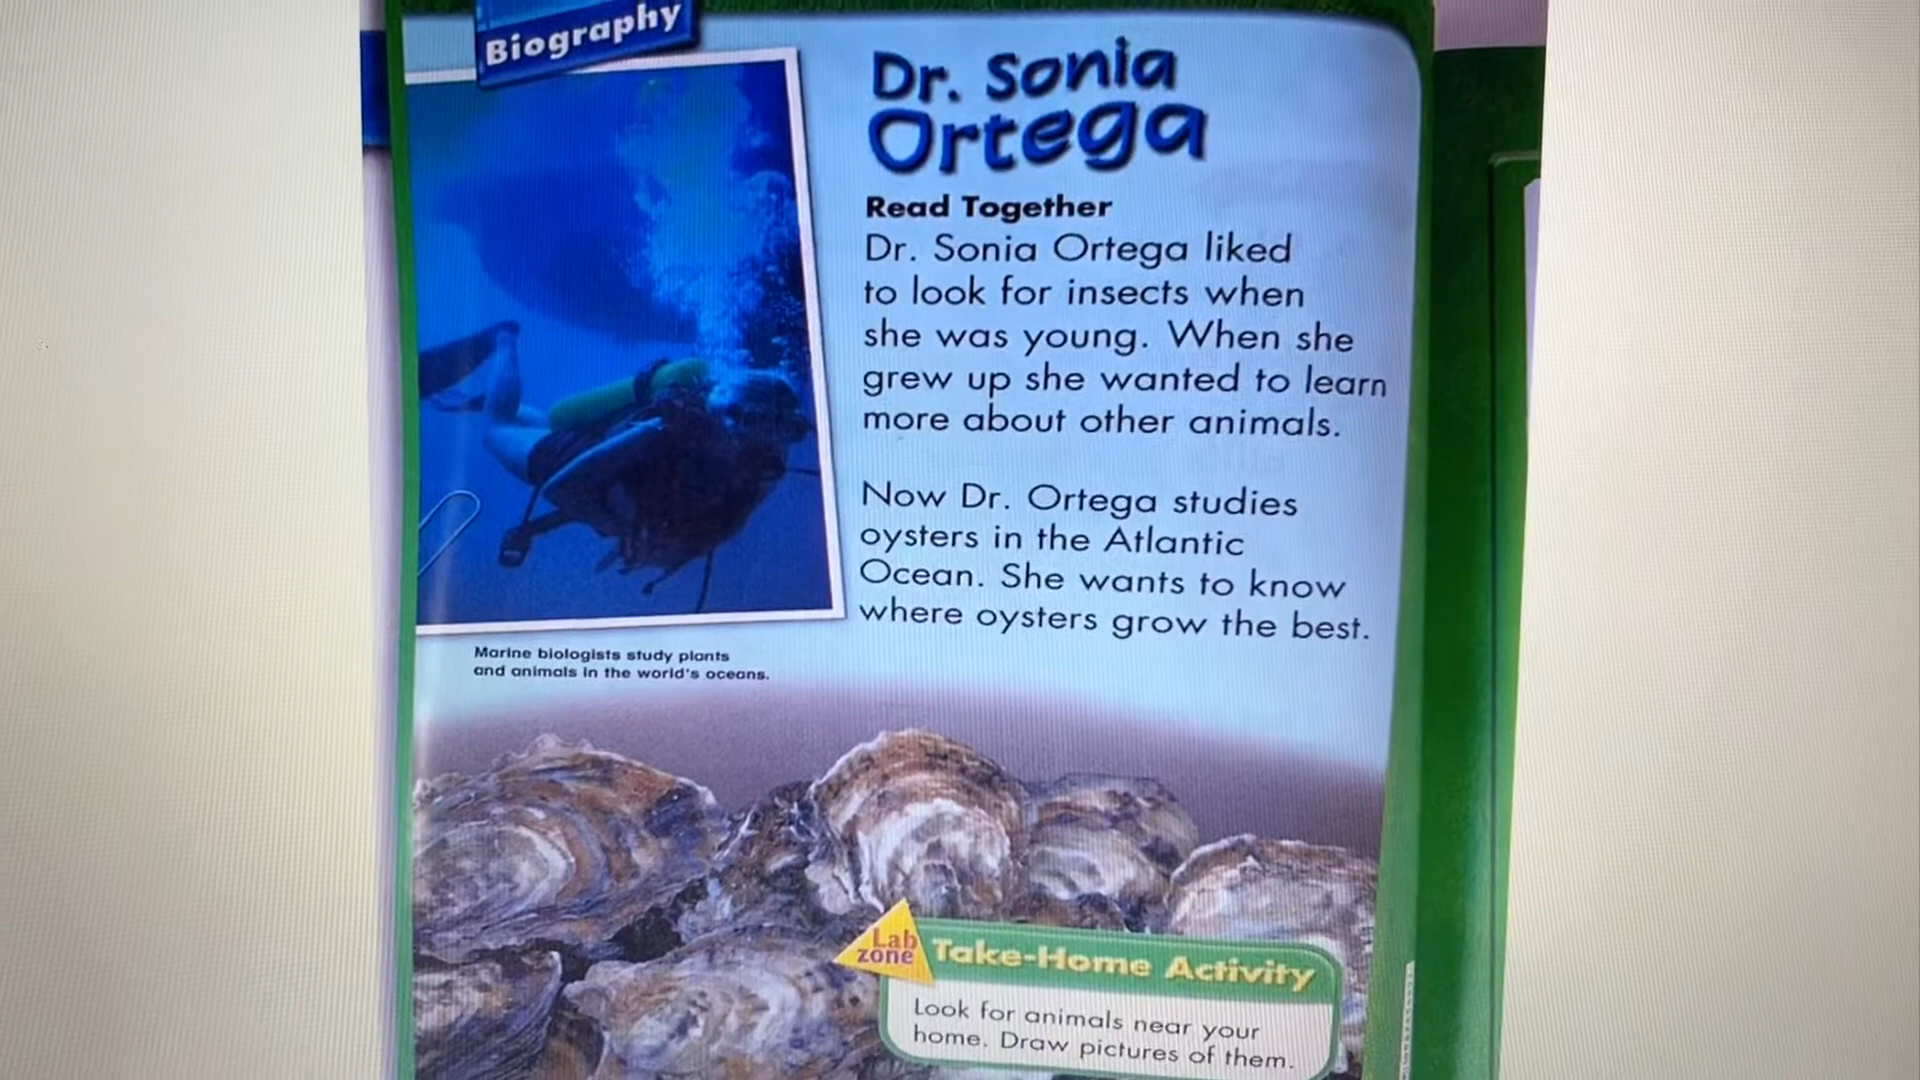 Biography
Dr. Sonia
Ortega
Read Together
Dr. Sonia Ortega liked
to look for insects when
she was young. When she
grew up she wanted to learn
more about other animals.
Now Dr. Ortega studies
oysters in the Atlantic
Ocean. She wants to know
where oysters grow the best.
Marine biologists study plants
and animals in the world's oceans.
Lab
zone
Take-Home Activity
Look for animals near your
home. Draw pictures of them.